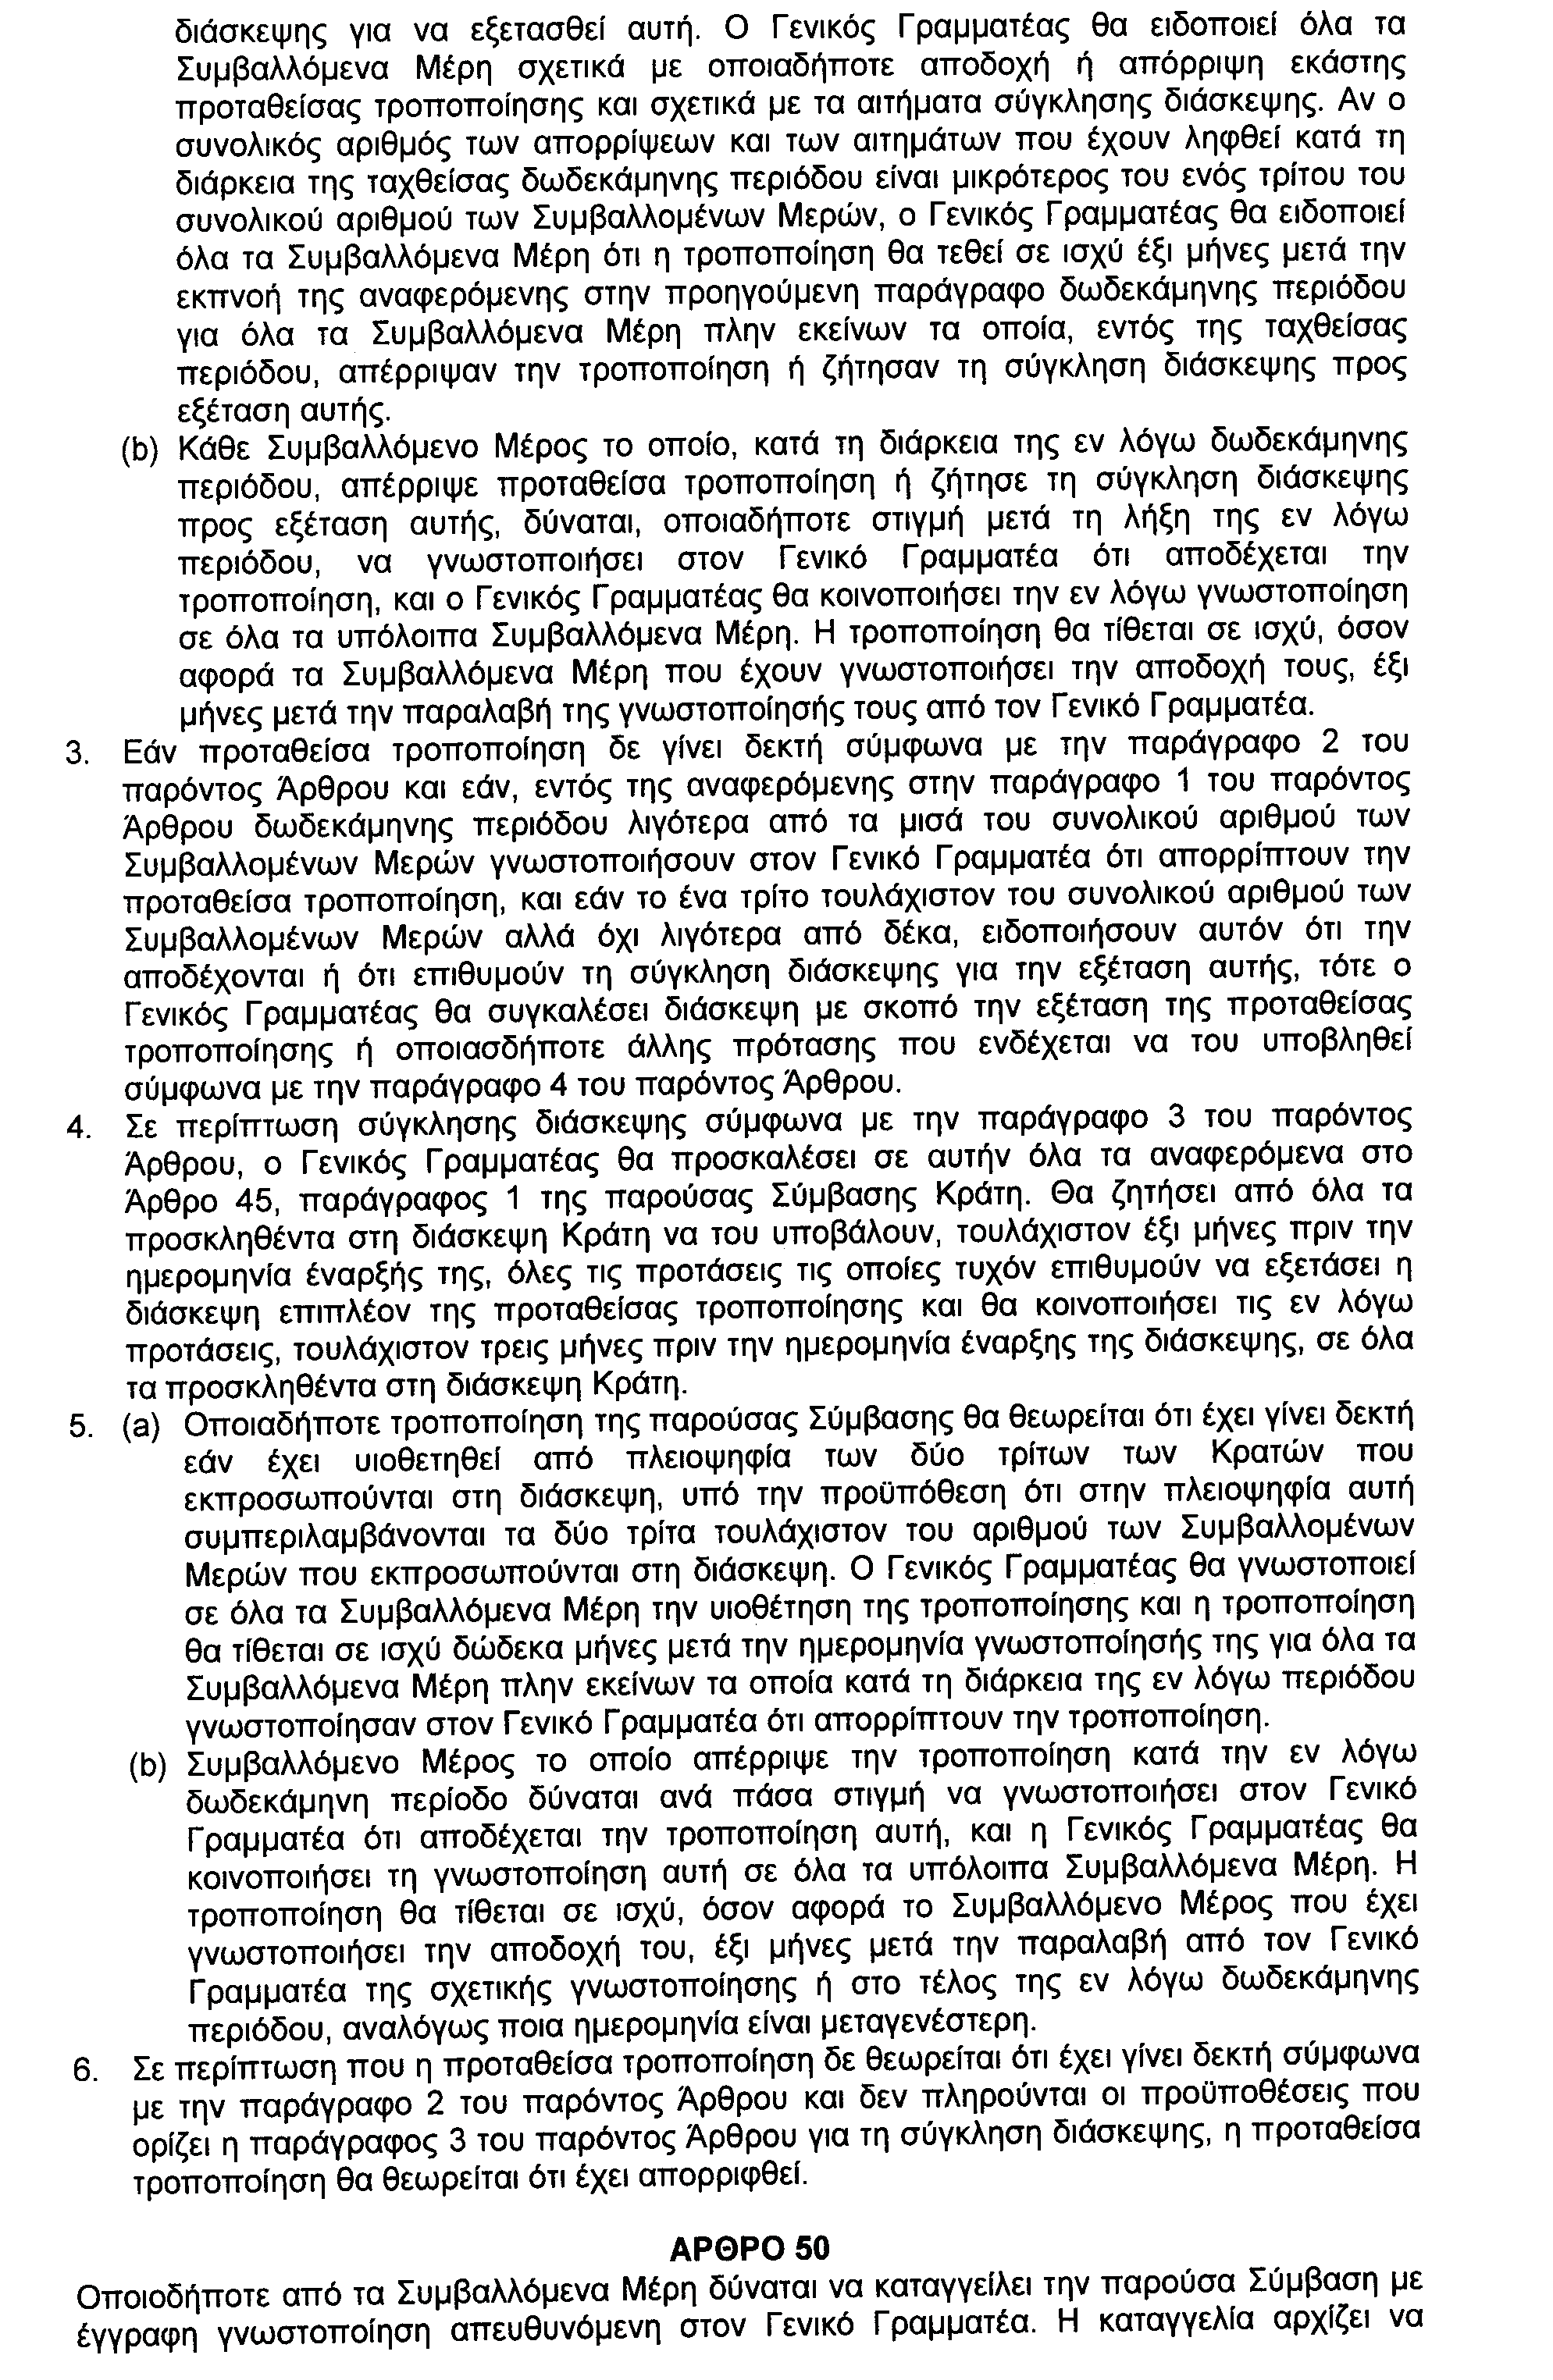 διάσκεψης για να εξετασθεί αυτή. Ο Γενικός Γραμματέας θα ειδοποιεί όλα τα
Συμβαλλόμενα Μέρη σχετικά με οποιαδήποτε αποδοχή ή απόρριψη εκάστης
προταθείσας τροποποίησης και σχετικά με τα αιτήματα σύγκλησης διάσκεψης. Αν ο
συνολικός αριθμός των απορρίψεων και των αιτημάτων που έχουν ληφθεί κατά τη
διάρκεια της ταχθείσας δωδεκάμηνης περιόδου είναι μικρότερος του ενός τρίτου του
συνολικού αριθμού των Συμβαλλομένων Μερών, ο Γενικός Γραμματέας θα ειδοποιεί
όλα τα Συμβαλλόμενα Μέρη ότι η τροποποίηση θα τεθεί σε ισχύ έξι μήνες μετά την
εκπνοή της αναφερόμενης στην προηγούμενη παράγραφο δωδεκάμηνης περιόδου
για όλα τα Συμβαλλόμενα Μέρη πλην εκείνων τα οποία, εντός της ταχθείσας
περιόδου, απέρριψαν την τροποποίηση ή ζήτησαν τη σύγκληση διάσκεψης προς
εξέταση αυτής.
(b) Κάθε Συμβαλλόμενο Μέρος το οποίο, κατά τη διάρκεια της εν λόγω δωδεκάμηνης
περιόδου, απέρριψε προταθείσα τροποποίηση ή ζήτησε τη σύγκληση διάσκεψης
προς εξέταση αυτής, δύναται, οποιαδήποτε στιγμή μετά τη λήξη της εν λόγω
περιόδου, να γνωστοποιήσει στον Γενικό Γραμματέα ότι αποδέχεται την
τροποποίηση, και ο Γενικός Γραμματέας θα κοινοποιήσει την εν λόγω γνωστοποίηση
σε όλα τα υπόλοιπα Συμβαλλόμενα Μέρη. Η τροποποίηση θα τίθεται σε ισχύ, όσον
αφορά τα Συμβαλλόμενα Μέρη που έχουν γνωστοποιήσει την αποδοχή τους, έξι
μήνες μετά την παραλαβή της γνωστοποίησής τους από τον Γενικό Γραμματέα.
3. Εάν προταθείσα τροποποίηση δε γίνει δεκτή σύμφωνα με την παράγραφο 2 του
παρόντος Άρθρου και εάν, εντός της αναφερόμενης στην παράγραφο 1 του παρόντος
Άρθρου δωδεκάμηνης περιόδου λιγότερα από τα μισά του συνολικού αριθμού των
Συμβαλλομένων Μερών γνωστοποιήσουν στον Γενικό Γραμματέα ότι απορρίπτουν την
προταθείσα τροποποίηση, και εάν το ένα τρίτο τουλάχιστον του συνολικού αριθμού των
Συμβαλλομένων Μερών αλλά όχι λιγότερα από δέκα, ειδοποιήσουν αυτόν ότι την
αποδέχονται ή ότι επιθυμούν τη σύγκληση διάσκεψης για την εξέταση αυτής, τότε ο
Γενικός Γραμματέας θα συγκαλέσει διάσκεψη με σκοπό την εξέταση της προταθείσας
τροποποίησης ή οποιασδήποτε άλλης πρότασης που ενδέχεται να του υποβληθεί
σύμφωνα με την παράγραφο 4 του παρόντος Άρθρου.
4. Σε περίπτωση σύγκλησης διάσκεψης σύμφωνα με την παράγραφο 3 του παρόντος
Άρθρου, ο Γενικός Γραμματέας θα προσκαλέσει σε αυτήν όλα τα αναφερόμενα στο
Άρθρο 45, παράγραφος 1 της παρούσας Σύμβασης Κράτη. Θα ζητήσει από όλα τα
προσκληθέντα στη διάσκεψη Κράτη να του υποβάλουν, τουλάχιστον έξι μήνες πριν την
ημερομηνία έναρξής της, όλες τις προτάσεις τις οποίες τυχόν επιθυμούν να εξετάσει η
διάσκεψη επιπλέον της προταθείσας τροποποίησης και θα κοινοποιήσει τις εν λόγω
προτάσεις, τουλάχιστον τρεις μήνες πριν την ημερομηνία έναρξης της διάσκεψης, σε όλα
τα προσκληθέντα στη διάσκεψη Κράτη.
5. (a) Οποιαδήποτε τροποποίηση της παρούσας Σύμβασης θα θεωρείται ότι έχει γίνει δεκτή
εάν έχει υιοθετηθεί από πλειοψηφία των δύο τρίτων των Κρατών που
εκπροσωπούνται στη διάσκεψη, υπό την προϋπόθεση ότι στην πλειοψηφία αυτή
συμπεριλαμβάνονται τα δύο τρίτα τουλάχιστον του αριθμού των Συμβαλλομένων
Μερών που εκπροσωπούνται στη διάσκεψη. Ο Γενικός Γραμματέας θα γνωστοποιεί
σε όλα τα Συμβαλλόμενα Μέρη την υιοθέτηση της τροποποίησης και η τροποποίηση
θα τίθεται σε ισχύ δώδεκα μήνες μετά την ημερομηνία γνωστοποίησής της για όλα τα
Συμβαλλόμενα Μέρη πλην εκείνων τα οποία κατά τη διάρκεια της εν λόγω περιόδου
γνωστοποίησαν στον Γενικό Γραμματέα ότι απορρίπτουν την τροποποίηση.
(b) Συμβαλλόμενο Μέρος το οποίο απέρριψε την τροποποίηση κατά την εν λόγω
δωδεκάμηνη περίοδο δύναται ανά πάσα στιγμή να γνωστοποιήσει στον Γενικό
Γραμματέα ότι αποδέχεται την τροποποίηση αυτή, και η Γενικός Γραμματέας θα
κοινοποιήσει τη γνωστοποίηση αυτή σε όλα τα υπόλοιπα Συμβαλλόμενα Μέρη. Η
τροποποίηση θα τίθεται σε ισχύ, όσον αφορά το Συμβαλλόμενο Μέρος που έχει
γνωστοποιήσει την αποδοχή του, έξι μήνες μετά την παραλαβή από τον Γενικό
Γραμματέα της σχετικής γνωστοποίησης ή στο τέλος της εν λόγω δωδεκάμηνης
περιόδου, αναλόγως ποια ημερομηνία είναι μεταγενέστερη.
6. Σε περίπτωση που η προταθείσα τροποποίηση δε θεωρείται ότι έχει γίνει δεκτή σύμφωνα
με την παράγραφο 2 του παρόντος Άρθρου και δεν πληρούνται οι προϋποθέσεις που
ορίζει η παράγραφος 3 του παρόντος Άρθρου για τη σύγκληση διάσκεψης, η προταθείσα
τροποποίηση θα θεωρείται ότι έχει απορριφθεί.
ΑΡΘΡΟ 50
Οποιοδήποτε από τα Συμβαλλόμενα Μέρη δύναται να καταγγείλει την παρούσα Σύμβαση με
έγγραφη γνωστοποίηση απευθυνόμενη στον Γενικό Γραμματέα. Η καταγγελία αρχίζει να